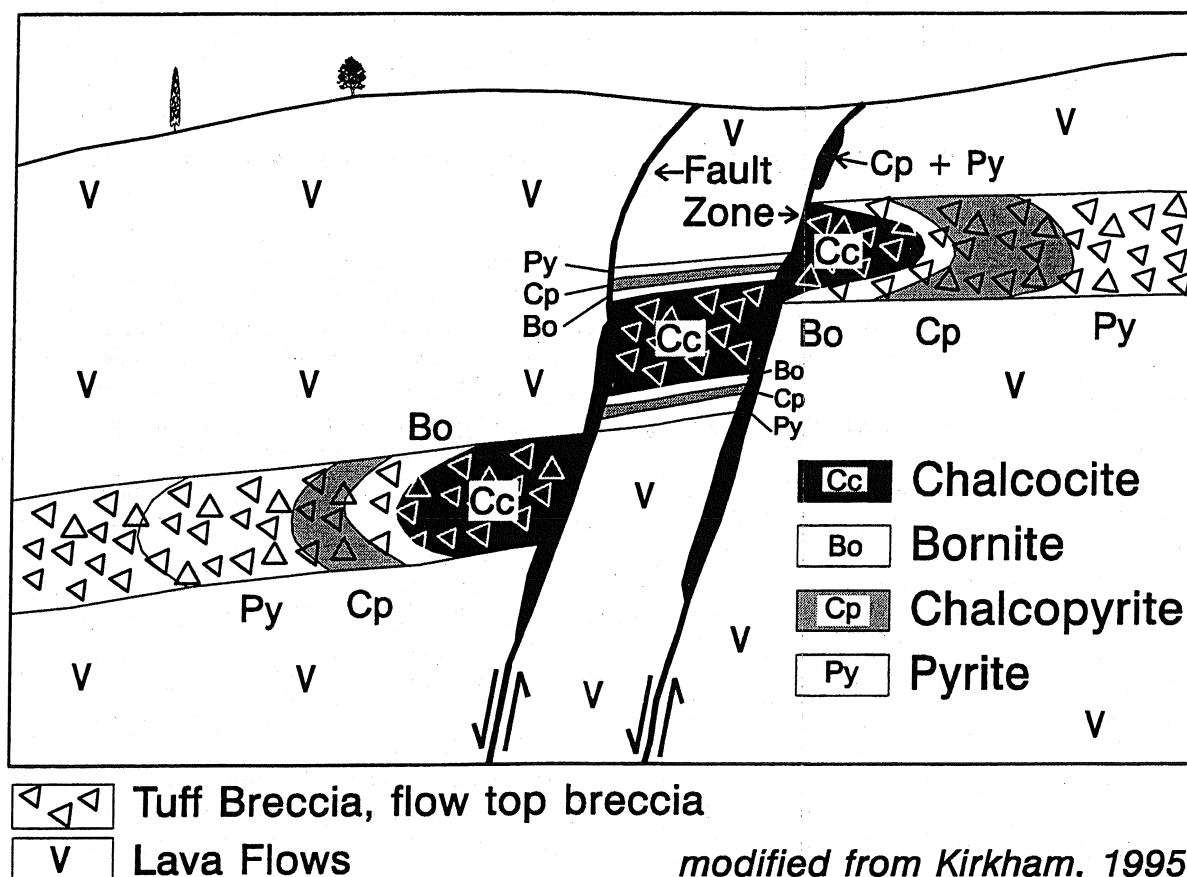 V
V
V
V
V
V
←Fault
Zone→
←Cp + Py
Cc
Py
Cp
Bo
Cc
Bo
Cp
Py
Bo
Cp
Py
V
V
V
V
Bo
Cc
V
Py
Cp
Cc Chalcocite
Bo Bornite
Cp Chalcopyrite
Py Pyrite
V
V
V
V
V
Tuff Breccia, flow top breccia
V Lava Flows
modified from Kirkham, 1995